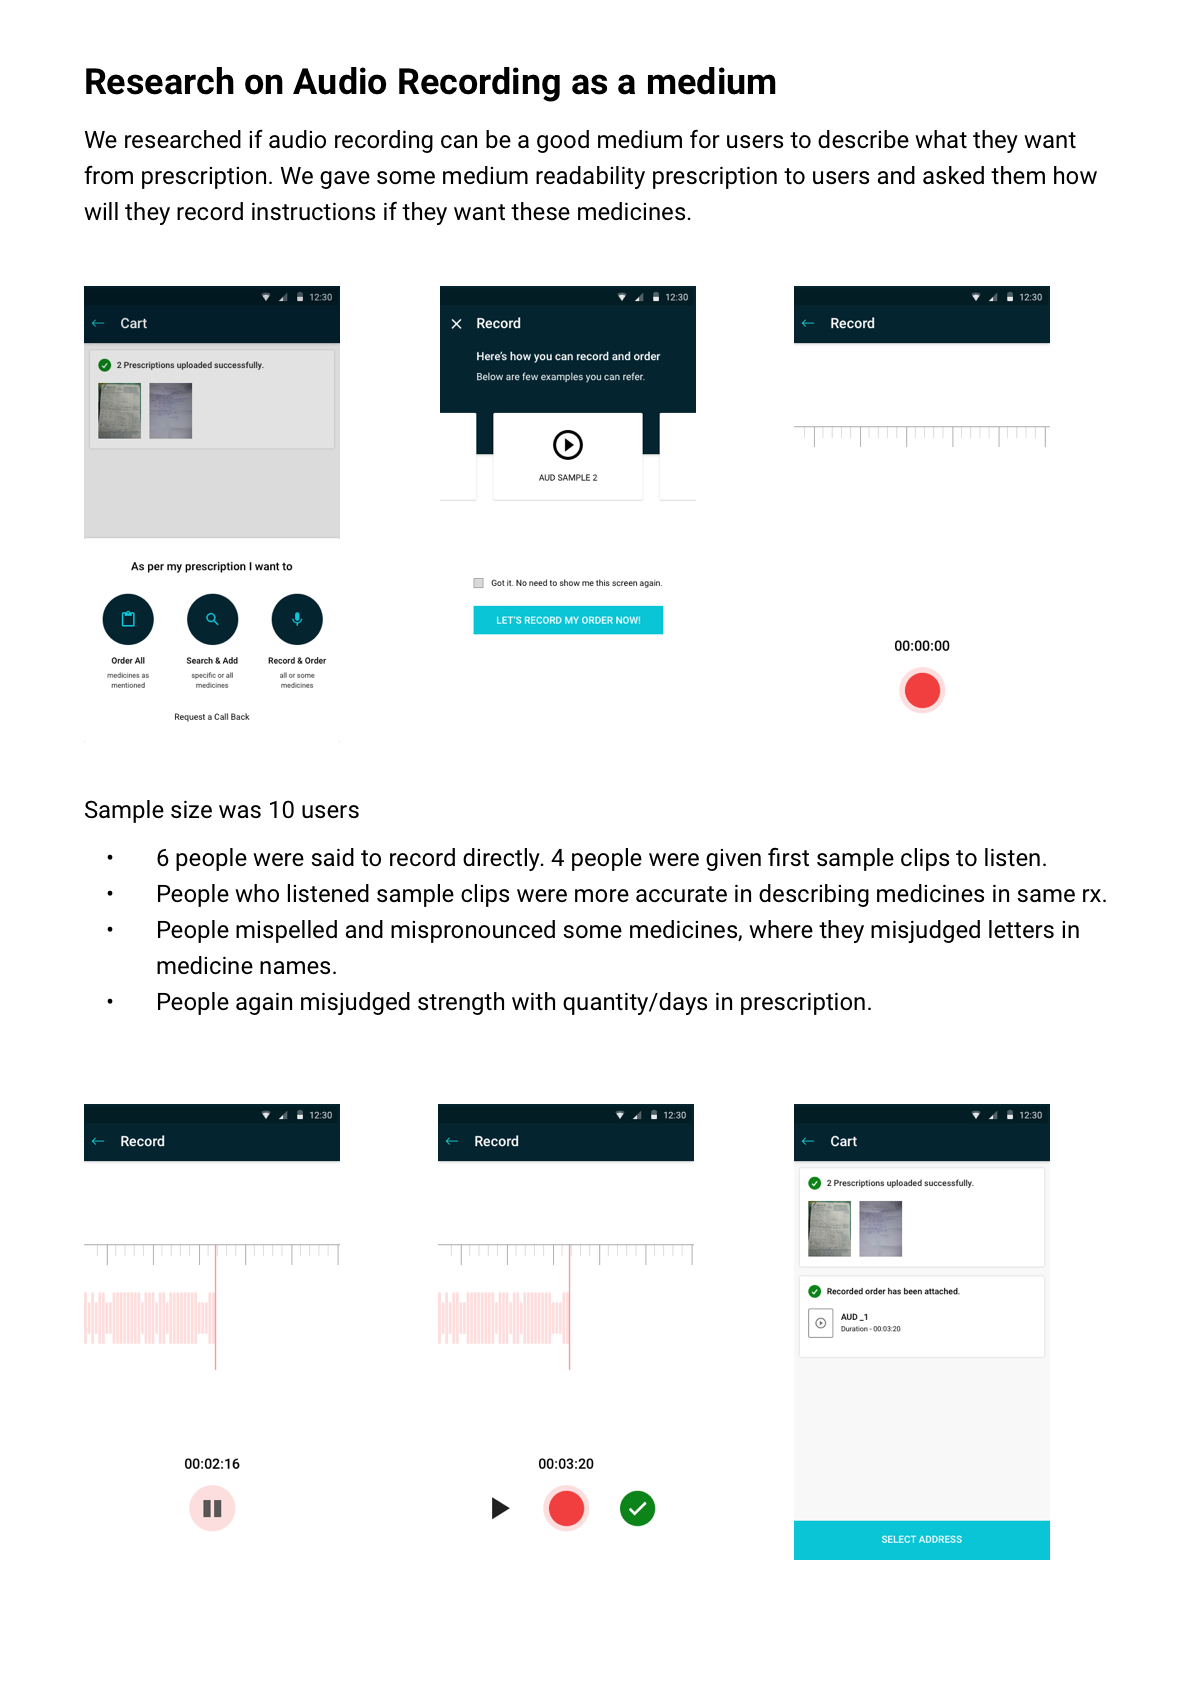 Research on Audio Recording as a medium
We researched if audio recording can be a good medium for users to describe what they want
from prescription. We gave some medium readability prescription to users and asked them how
will they record instructions if they want these medicines.
12:30
Cart
2 Prescriptions uploaded successfully.
As per my prescription I want to
Order All
medicines as
mentioned
Search & Add
specific or all
medicines
Record & Order
all or some
medicines
Request a Call Back
12:30
Record
Here's how you can record and order
Below are few examples you can refer.
AUD SAMPLE 2
Got it. No need to show me this screen again.
LET'S RECORD MY ORDER NOW!
12:30
Record
00:00:00
Sample size was 10 users
• 6 people were said to record directly. 4 people were given first sample clips to listen.
• People who listened sample clips were more accurate in describing medicines in same rx.
• People mispelled and mispronounced some medicines, where they misjudged letters in
medicine names.
• People again misjudged strength with quantity/days in prescription.
12:30
Record
00:02:16
12:30
Record
00:03:20
12:30
Cart
2 Prescriptions uploaded successfully.
Recorded order has been attached.
AUD _1
Duration - 00:03:20
SELECT ADDRESS